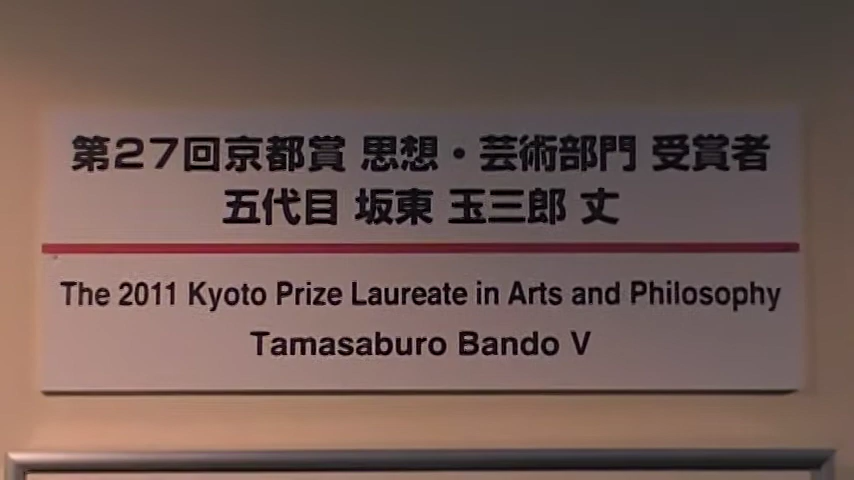 第27回京都賞 思想・芸術部門 受賞者
五代目 坂東 玉三郎 丈
The 2011 Kyoto Prize Laureate in Arts and Philosophy
Tamasaburo Bando V